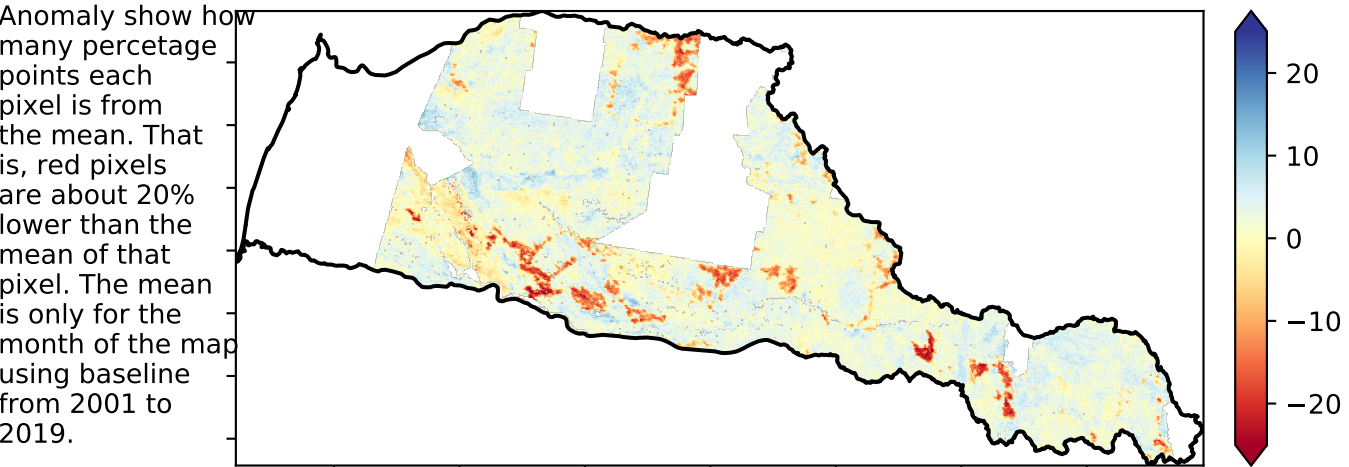 Anomaly show how
many percetage
points each
pixel is from
the mean. That
is, red pixels
are about 20%
lower than the
mean of that
pixel. The mean
is only for the
month of the map
using baseline
from 2001 to
2019.
20
10
0
−10
−20